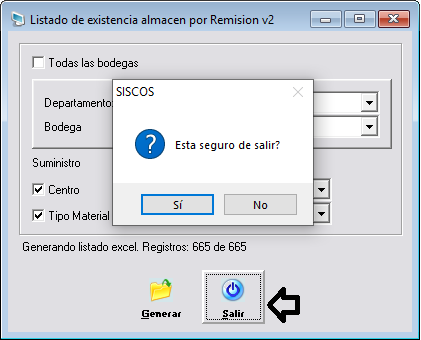 Listado de existencia almacen por Remision v2
Todas las bodegas
SISCOS
Departamento:
Bodega
Esta seguro de salir?
Suministro
Centro
Sí
No
Tipo Material
Generando listado excel. Registros: 665 de 665
Generar
Salir